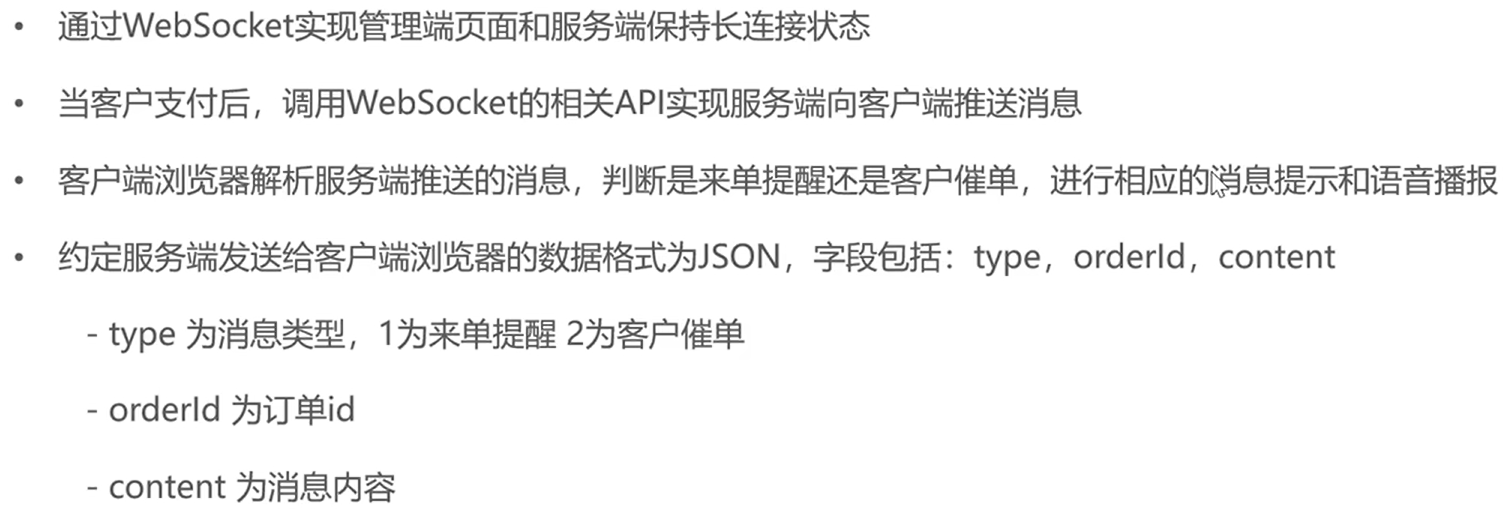 • 通过WebSocket实现管理端页面和服务端保持长连接状态
• 当客户支付后，调用WebSocket的相关API实现服务端向客户端推送消息
• 客户端浏览器解析服务端推送的消息，判断是来单提醒还是客户催单，进行相应的消息提示和语音播报
• 约定服务端发送给客户端浏览器的数据格式为JSON，字段包括：type，orderId，content
- type 为消息类型，1为来单提醒 2为客户催单
- orderId 为订单id
- content 为消息内容